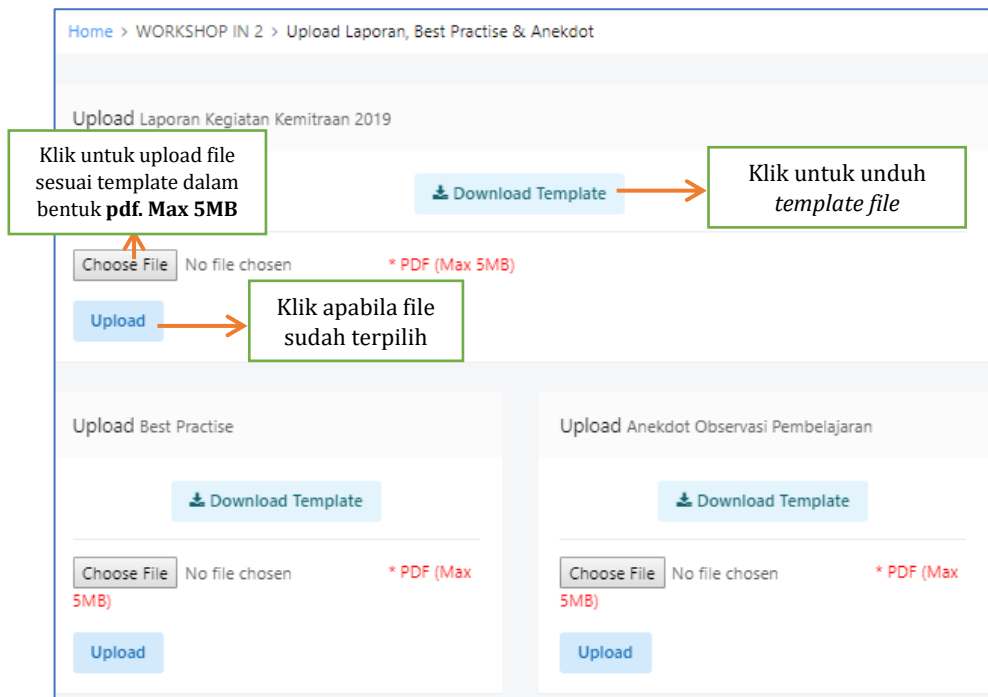 Home > WORKSHOP IN 2 > Upload Laporan, Best Practise & Anekdot
Upload Laporan Kegiatan Kemitraan 2019
Klik untuk upload file
sesuai template dalam
bentuk pdf. Max 5MB
Download Template
Klik untuk unduh
template file
Choose File No file chosen * PDF (Max 5MB)
Upload
Klik apabila file
sudah terpilih
Upload Best Practise
Download Template
Choose File No file chosen * PDF (Max
5MB)
Upload
Upload Anekdot Observasi Pembelajaran
Download Template
Choose File No file chosen * PDF (Max
5MB)
Upload